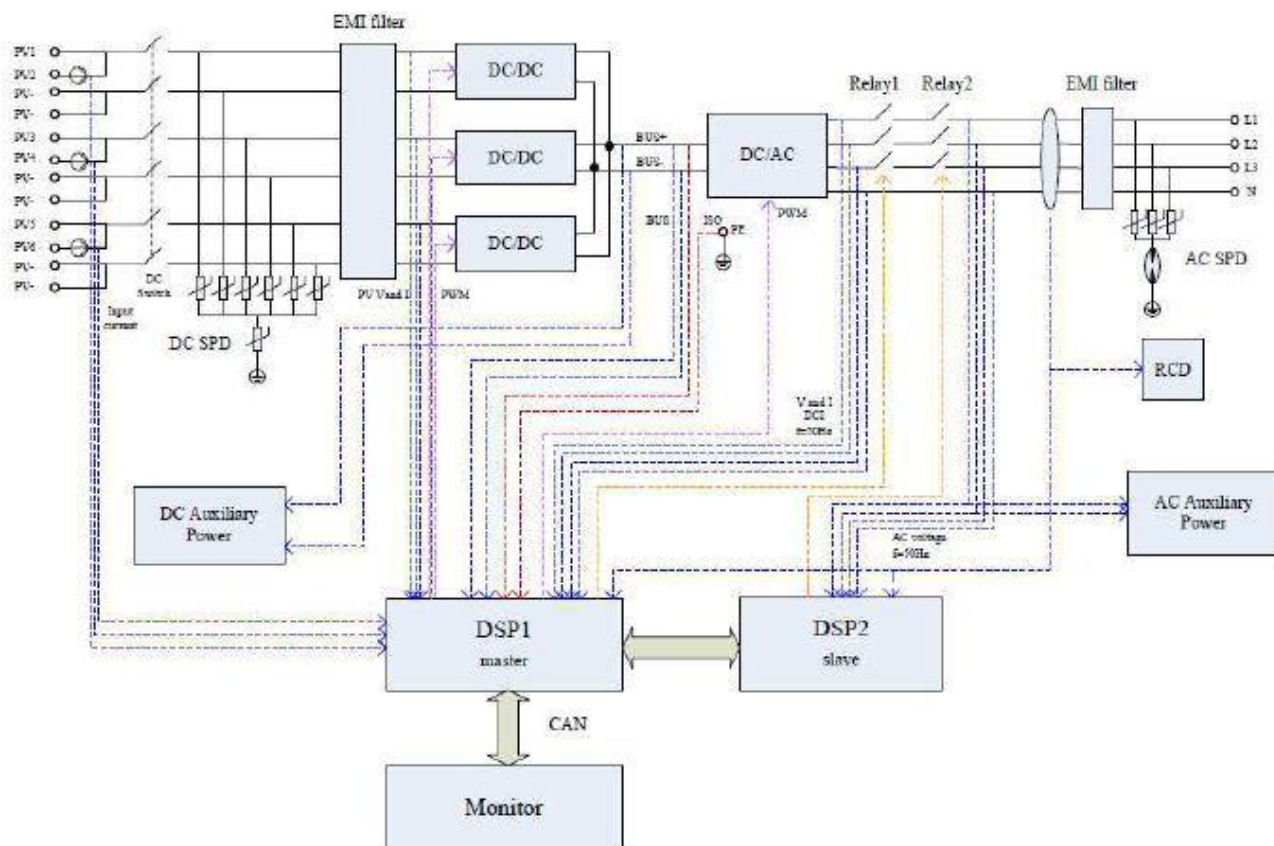 EMI filter
PV1
PV2
PV-
PV-
PV3
PV4
PV-
PV-
PV5
PV6
PV-
PV-
DC
Switch
Input
current
DC SPD
PV V and I
PWM
DC/DC
DC/DC
DC/DC
BUS+
BUS-
BUS
ISO
PE
DC/AC
PWM
Relay1
Relay2
EMI filter
L1
L2
L3
N
AC SPD
RCD
V and I
DCI
f=50Hz
DC Auxiliary
Power
AC voltage
f=50Hz
AC Auxiliary
Power
DSP1
master
DSP2
slave
CAN
Monitor